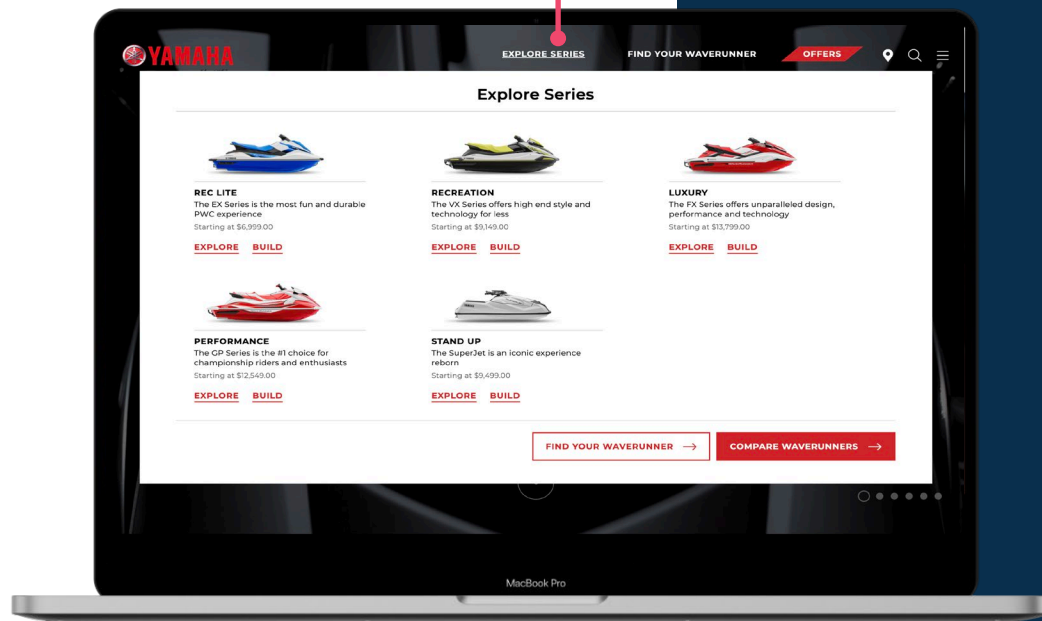 YAMAHA
EXPLORE SERIES
FIND YOUR WAVERUNNER
OFFERS
Explore Series
REC LITE
The EX Series is the most fun and durable
PWC experience
Starting at $6,999.00
EXPLORE BUILD
RECREATION
The VX Series offers high end style and
technology for less
Starting at $9,149.00
EXPLORE BUILD
LUXURY
The FX Series offers unparalleled design,
performance and technology
Starting at $13,799.00
EXPLORE BUILD
PERFORMANCE
The GP Series is the #1 choice for
championship riders and enthusiasts
Starting at $12,549.00
EXPLORE BUILD
STAND UP
The SuperJet is an iconic experience
reborn
Starting at $9,499.00
EXPLORE BUILD
FIND YOUR WAVERUNNER
COMPARE WAVERUNNERS
MacBook Pro